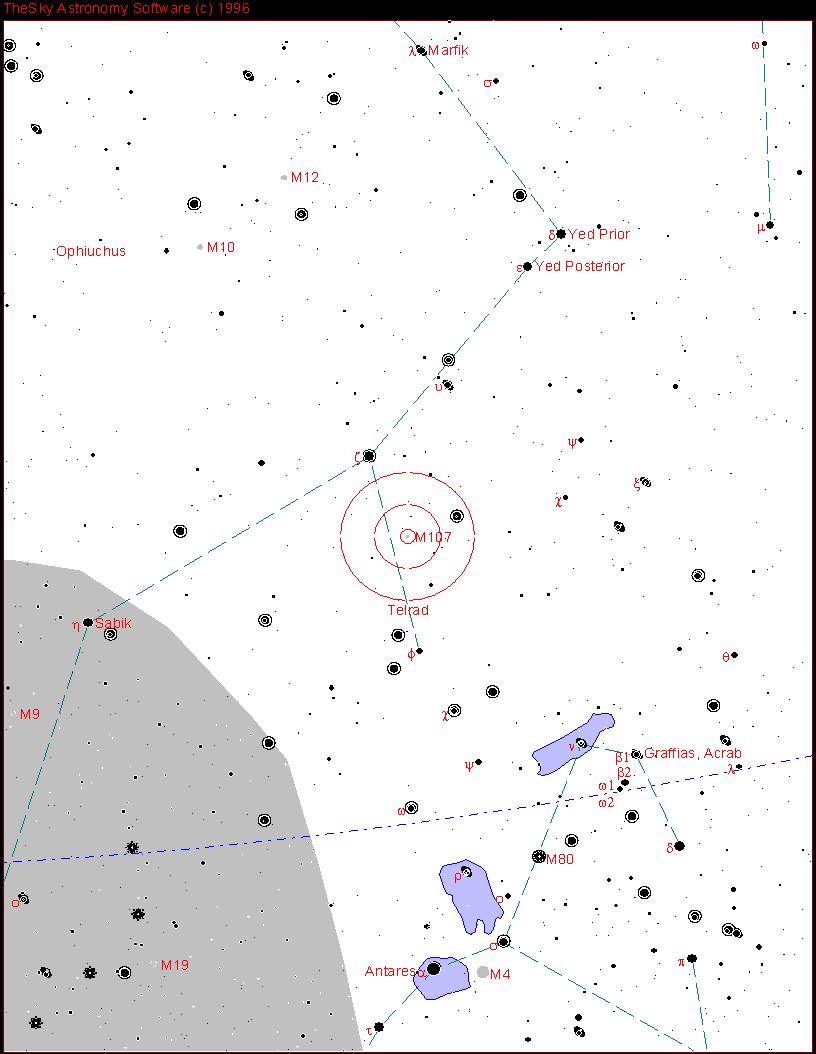 TheSky Astronomy Software (c) 1996
ω
λ Marfik
σ
M12
μ
δ Yed Prior
M10
Ophiuchus
ε Yed Posterior
υ
ψ
ζ
ξ
χ
M107
Telrad
η Sabik
φ
θ
M9
χ
ν
Graffias, Acrab
β1
ψ
λ
β2
ω1
ω2
ω
δ
M80
ρ
ο
ο
σ
π
M19
Antares α
M4
τ